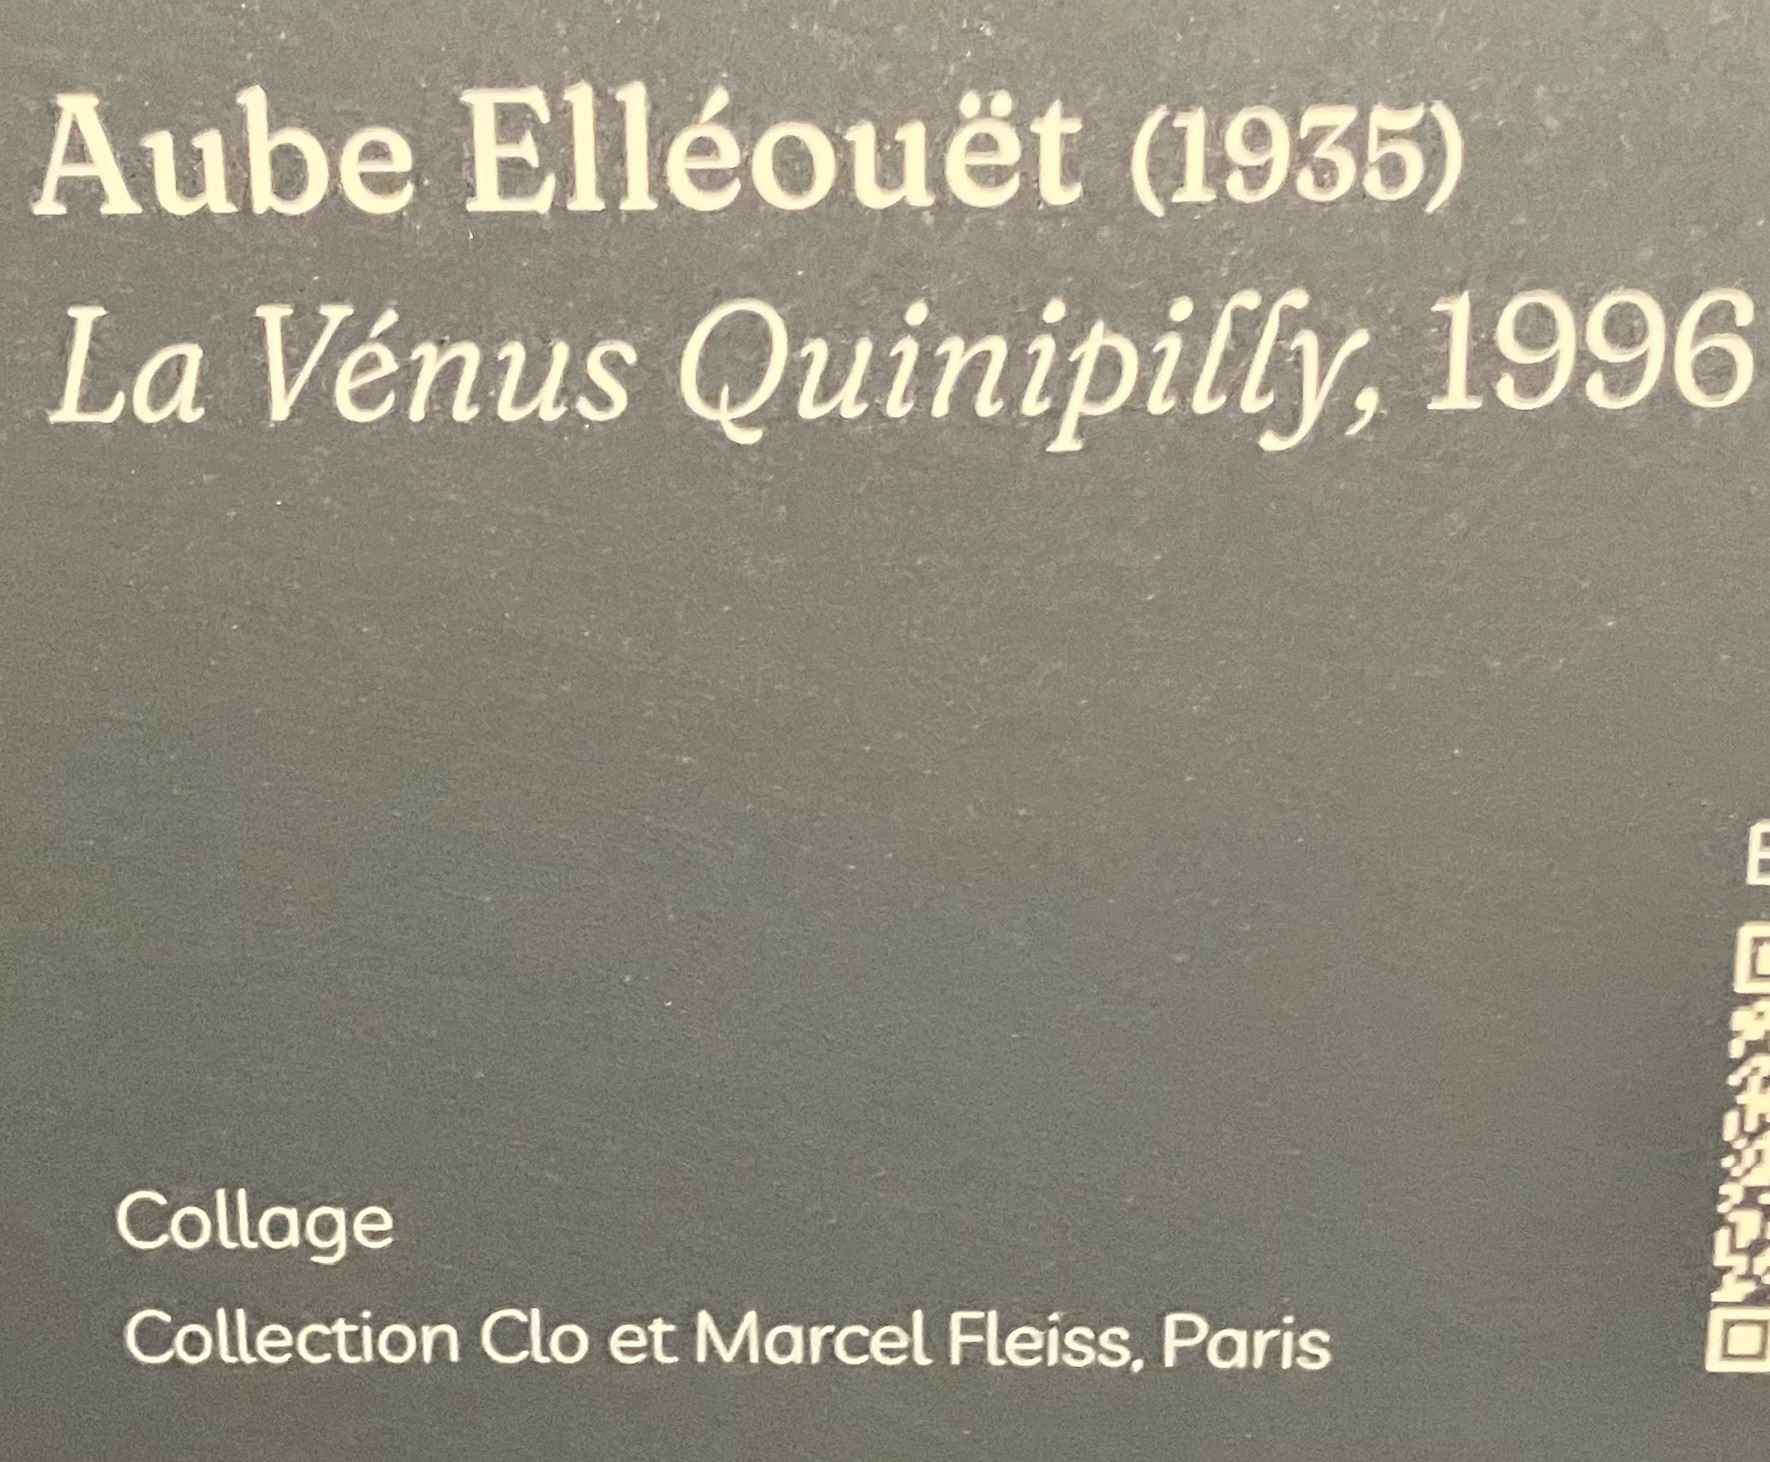 Aube Elléouët (1935)
La Vénus Quinipilly, 1996
Collage
Collection Clo et Marcel Fleiss, Paris